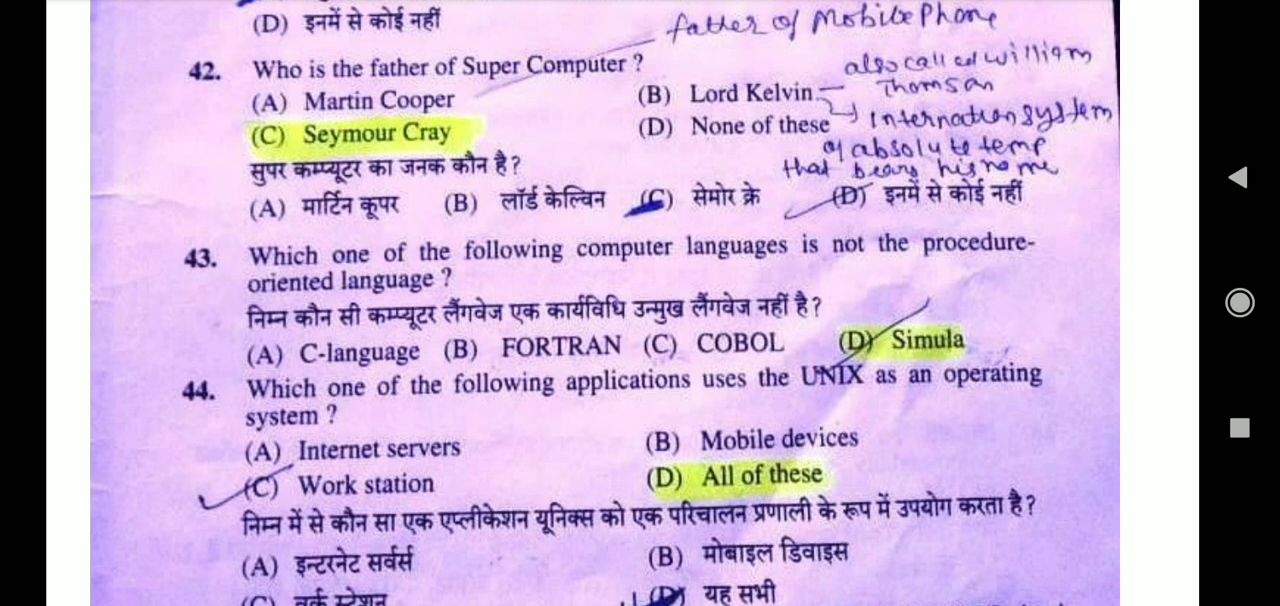 (D) इनमें से कोई नहीं
father of Mobile Phone
42. Who is the father of Super Computer ?
also called william Thomsan
(A) Martin Cooper (B) Lord Kelvin
(C) Seymour Cray (D) None of these
Internation system
of absolute temp
that bears his name
सुपर कम्प्यूटर का जनक कौन है?
(A) मार्टिन कूपर (B) लॉर्ड केल्विन (C) सेमोर क्रे (D) इनमें से कोई नहीं
43. Which one of the following computer languages is not the procedure-
oriented language ?
निम्न कौन सी कम्प्यूटर लैंगवेज एक कार्यविधि उन्मुख लैंगवेज नहीं है?
(A) C-language (B) FORTRAN (C) COBOL (D) Simula
44. Which one of the following applications uses the UNIX as an operating
system ?
(A) Internet servers (B) Mobile devices
(C) Work station (D) All of these
निम्न में से कौन सा एक एप्लीकेशन यूनिक्स को एक परिचालन प्रणाली के रूप में उपयोग करता है?
(A) इन्टरनेट सर्वर्स (B) मोबाइल डिवाइस
(C) वर्क स्टेशन (D) यह सभी